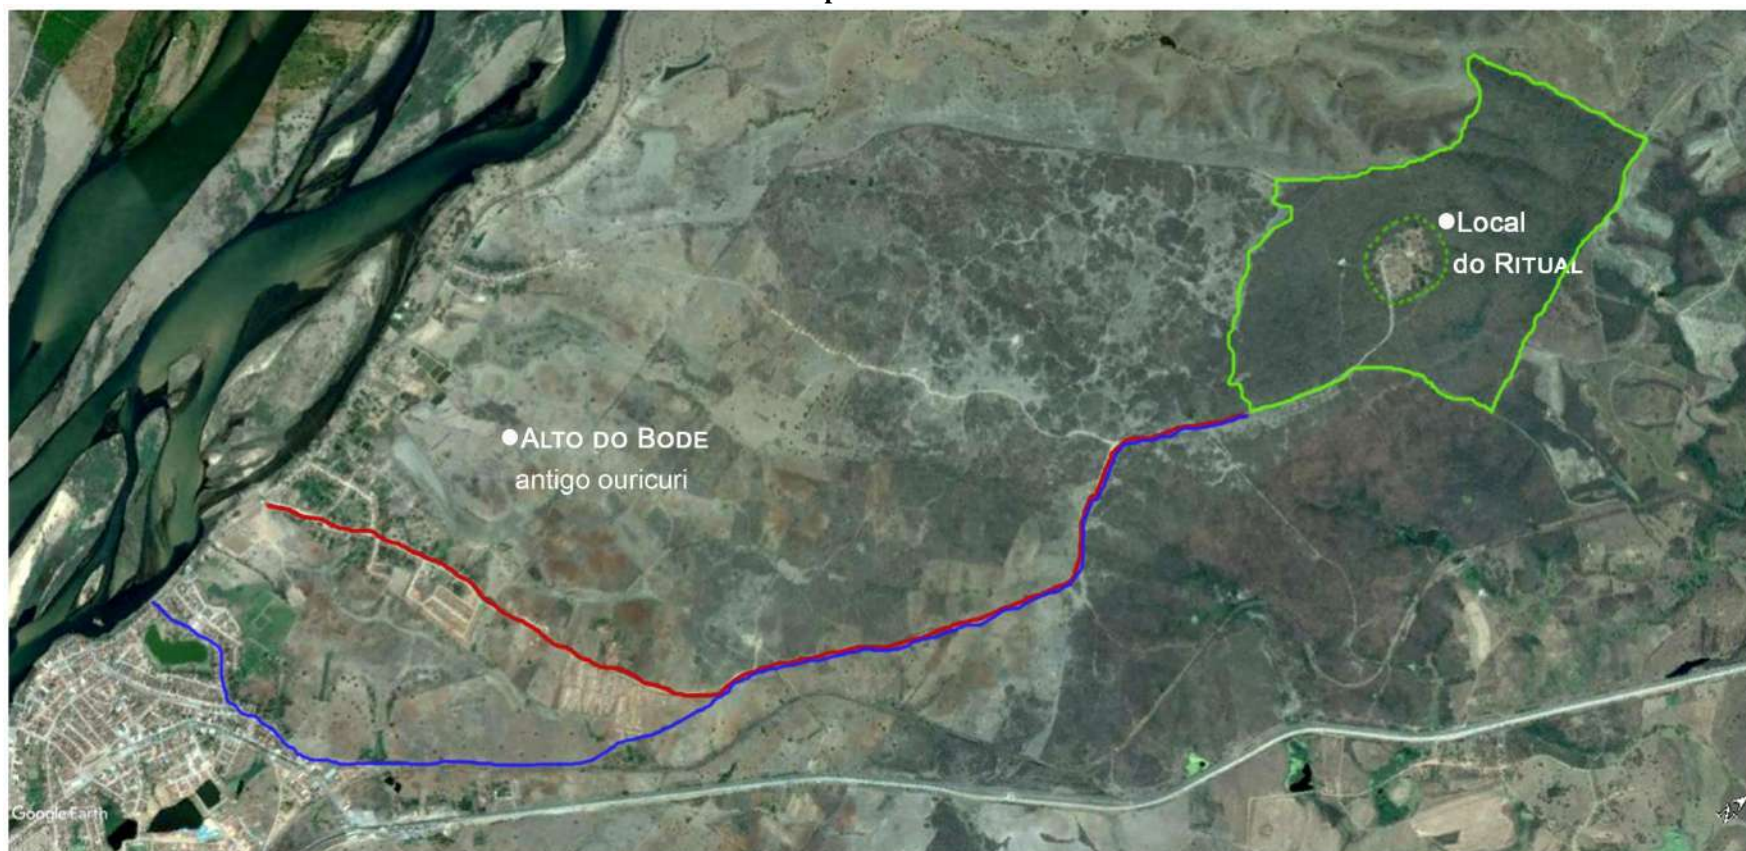 Local
do RITUAL
ALTO DO BODE
antigo ouricuri
Google Earth